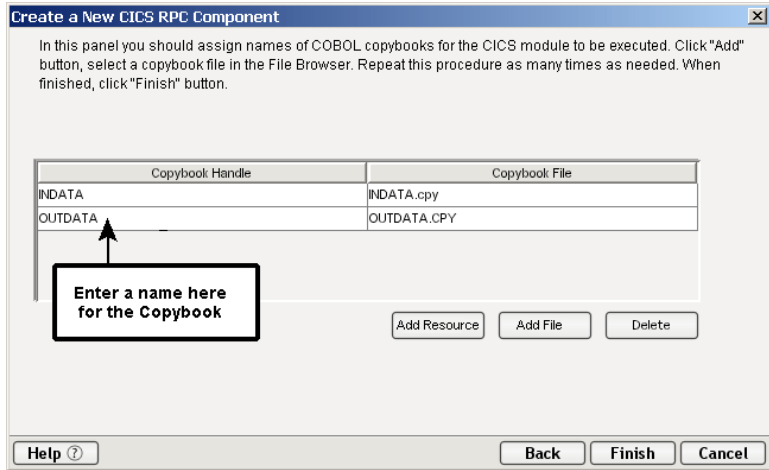 Create a New CICS RPC Component
In this panel you should assign names of COBOL copybooks for the CICS module to be executed. Click "Add"
button, select a copybook file in the File Browser. Repeat this procedure as many times as needed. When
finished, click "Finish" button.
Copybook Handle Copybook File
INDATA INDATA.cpy
OUTDATA OUTDATA.CPY
Enter a name here
for the Copybook
Add Resource Add File Delete
Help ? Back Finish Cancel